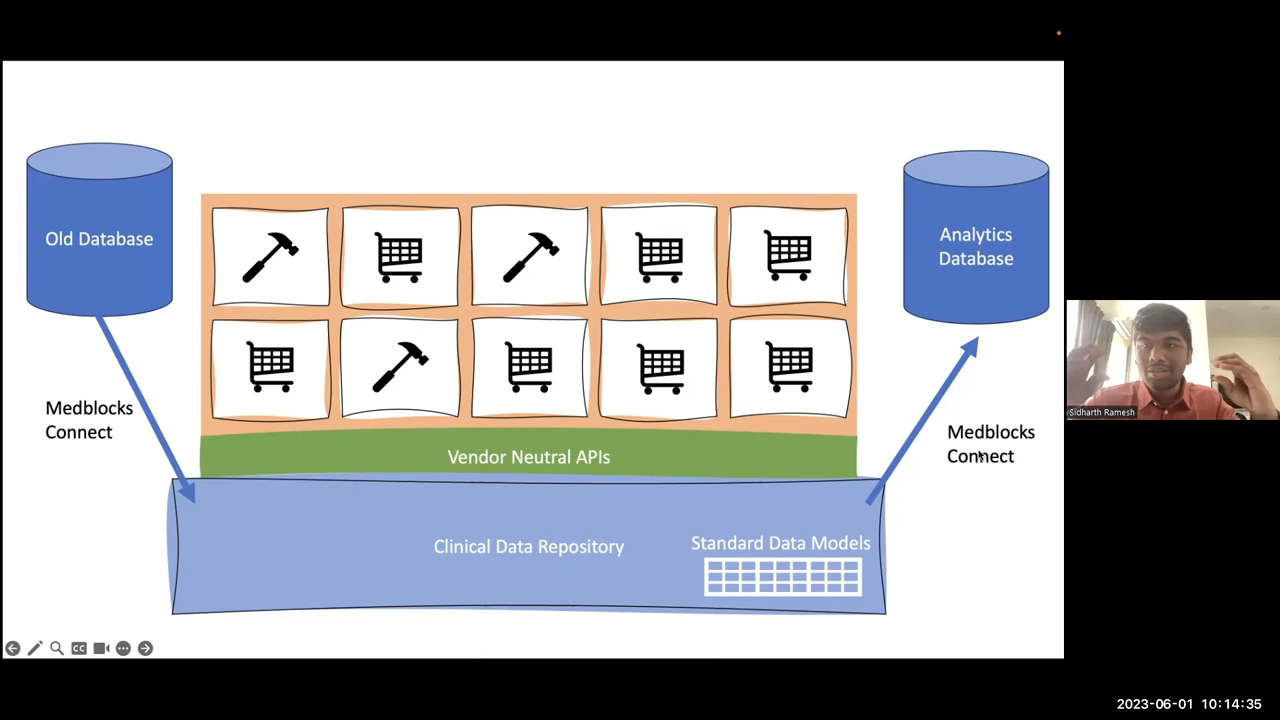 Old Database
Analytics
Database
Medblocks
Connect
Medblocks
Connect
Vendor Neutral APIs
Clinical Data Repository
Standard Data Models
CC
Sidharth Ramesh
2023-06-01 10:14:35